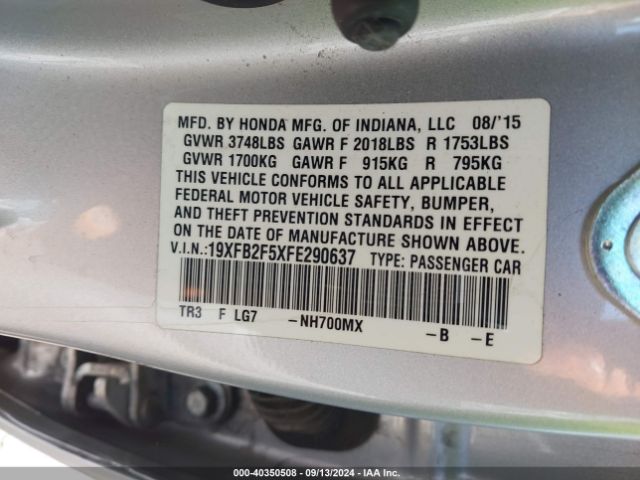 MFD. BY HONDA MFG. OF INDIANA, LLC 08/'15
GVWR 3748LBS GAWR F 2018LBS R 1753LBS
GVWR 1700KG GAWR F 915KG R 795KG
THIS VEHICLE CONFORMS TO ALL APPLICABLE
FEDERAL MOTOR VEHICLE SAFETY, BUMPER,
AND THEFT PREVENTION STANDARDS IN EFFECT
ON THE DATE OF MANUFACTURE SHOWN ABOVE.
V.I.N.:19XFB2F5XFE290637 TYPE: PASSENGER CAR
TR3 F LG7 -NH700MX -B -E
000-40350508 - 09/13/2024 - IAA Inc.